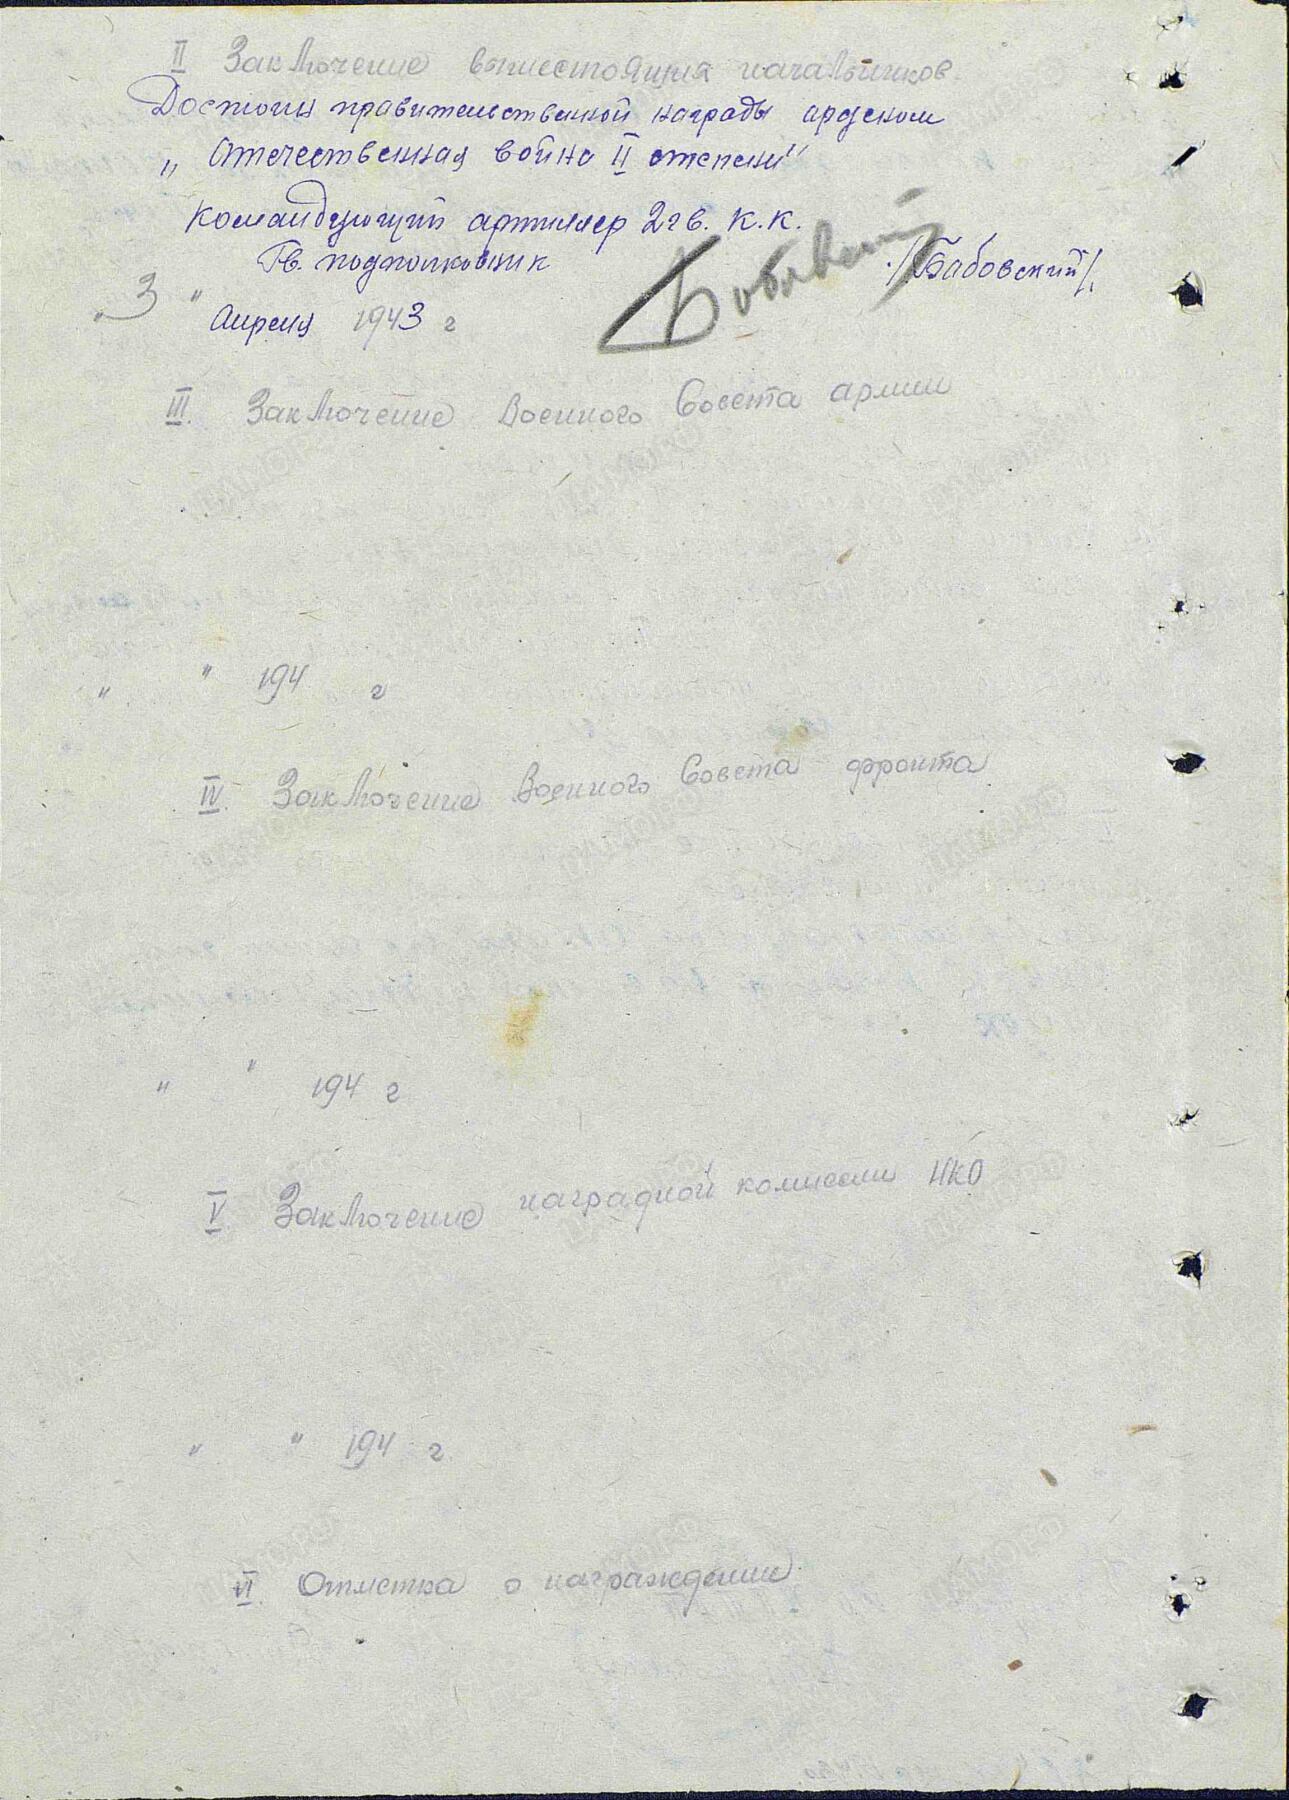 II Заключение вышестоящих начальников.
Достоин правительственной награды орденом
„Отечественная война II степени"
Командующий артиллер 2 гв. К.К.
Гв. подполковник /Бабовский/.
„3"
Апреля 1943 г
III. Заключение Военного Совета армии
„ " 194 г
IV. Заключение Военного Совета фронта
„ " 194 г
V. Заключение наградной комиссии НКО
„ " 194 г.
VI. Отметка о награждении